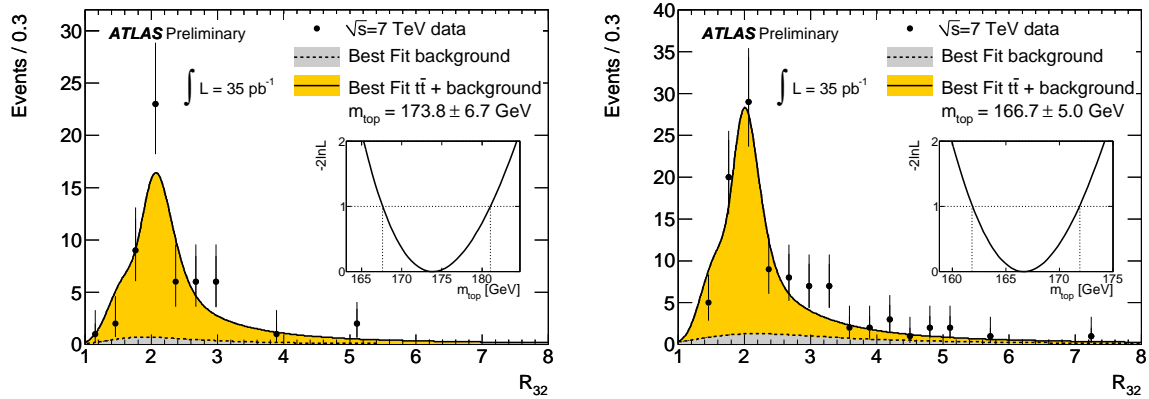 Events / 0.3
30
25
20
15
10
5
0
ATLAS Preliminary
∫ L = 35 pb⁻¹
√s=7 TeV data
Best Fit background
Best Fit tt̄ + background
m_top = 173.8 ± 6.7 GeV
-2lnL
2
1
0
165 170 175 180
m_top [GeV]
1 2 3 4 5 6 7 8
R₃₂
Events / 0.3
40
35
30
25
20
15
10
5
0
ATLAS Preliminary
∫ L = 35 pb⁻¹
√s=7 TeV data
Best Fit background
Best Fit tt̄ + background
m_top = 166.7 ± 5.0 GeV
-2lnL
2
1
0
160 165 170 175
m_top [GeV]
1 2 3 4 5 6 7 8
R₃₂